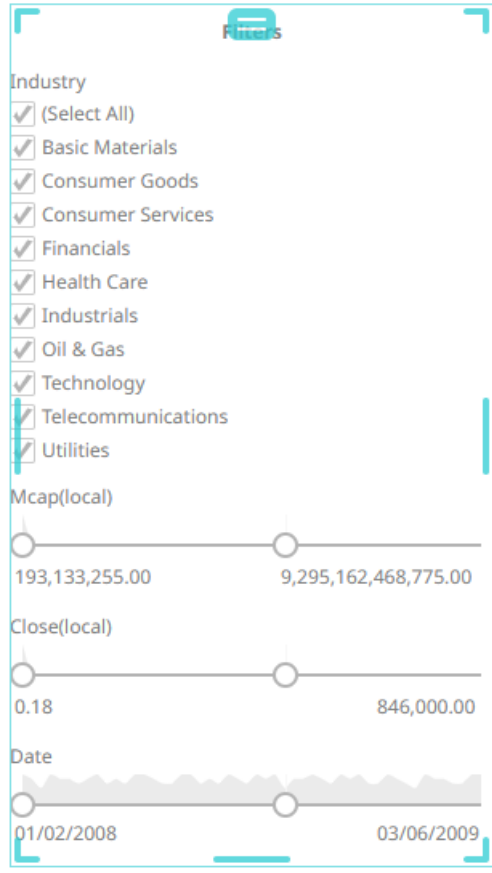 Filters
Industry
(Select All)
Basic Materials
Consumer Goods
Consumer Services
Financials
Health Care
Industrials
Oil & Gas
Technology
Telecommunications
Utilities
Mcap(local)
193,133,255.00 9,295,162,468,775.00
Close(local)
0.18 846,000.00
Date
01/02/2008 03/06/2009